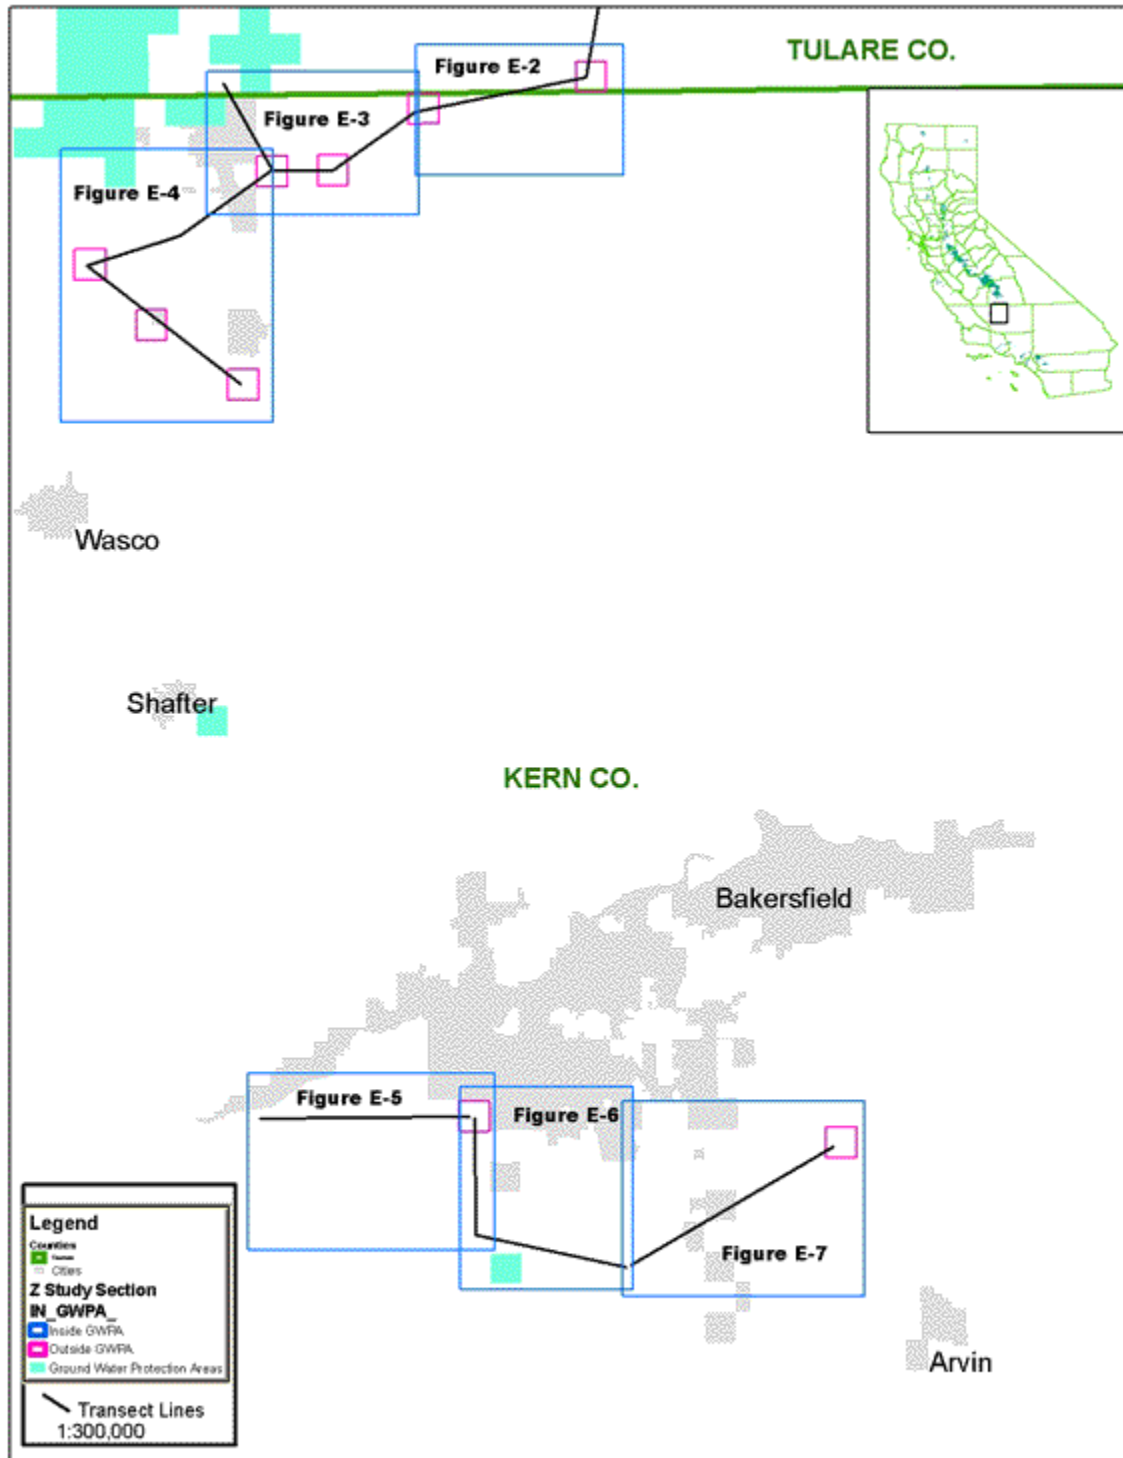 TULARE CO.
Figure E-2
Figure E-3
Figure E-4
Wasco
Shafter
KERN CO.
Bakersfield
Figure E-5
Figure E-6
Figure E-7
Arvin
Legend
Counties
Cities
Z Study Section
IN_GWPA_
Inside GWPA
Outside GWPA
Ground Water Protection Areas
Transect Lines
1:300,000